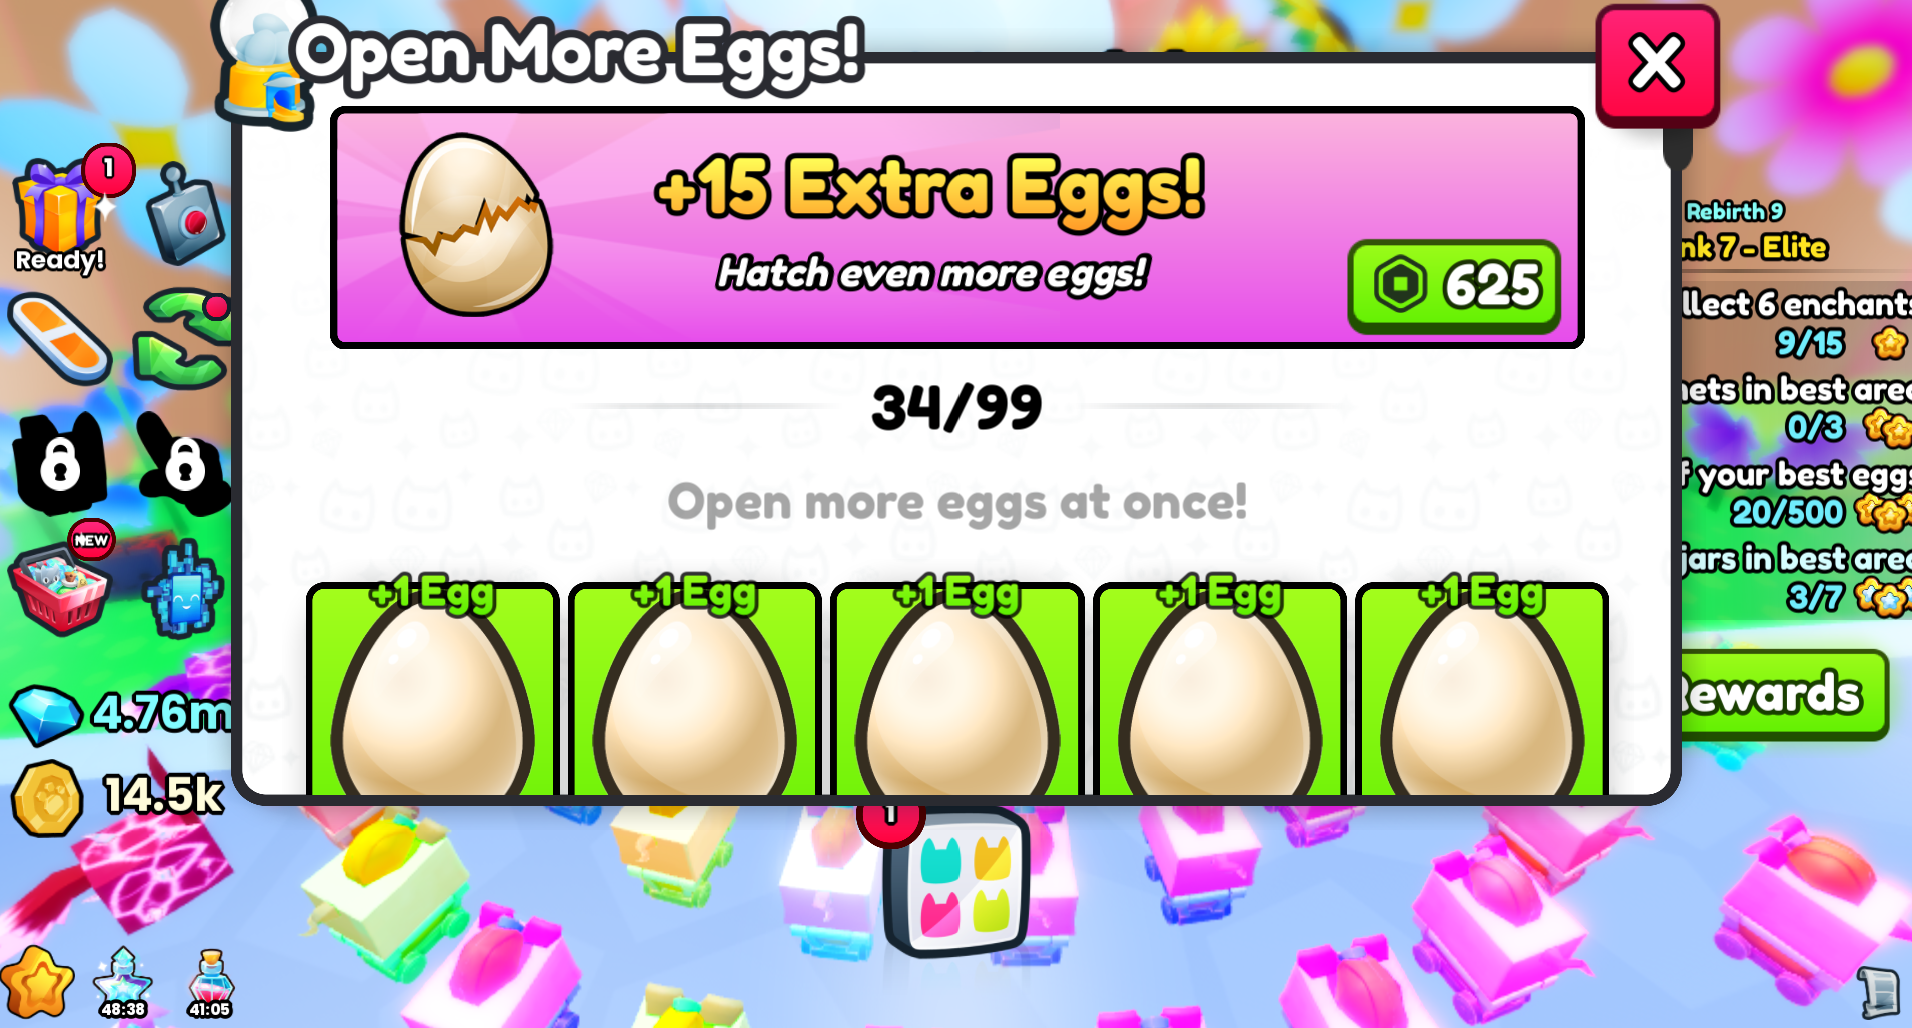 Open More Eggs!
+15 Extra Eggs!
Hatch even more eggs!
625
34/99
Open more eggs at once!
+1 Egg
+1 Egg
+1 Egg
+1 Egg
+1 Egg
1
Ready!
NEW
4.76m
14.5k
48:38
41:05
1
Rebirth 9
nk 7 - Elite
llect 6 enchants
9/15
nets in best area
0/3
f your best eggs
20/500
jars in best area
3/7
Rewards